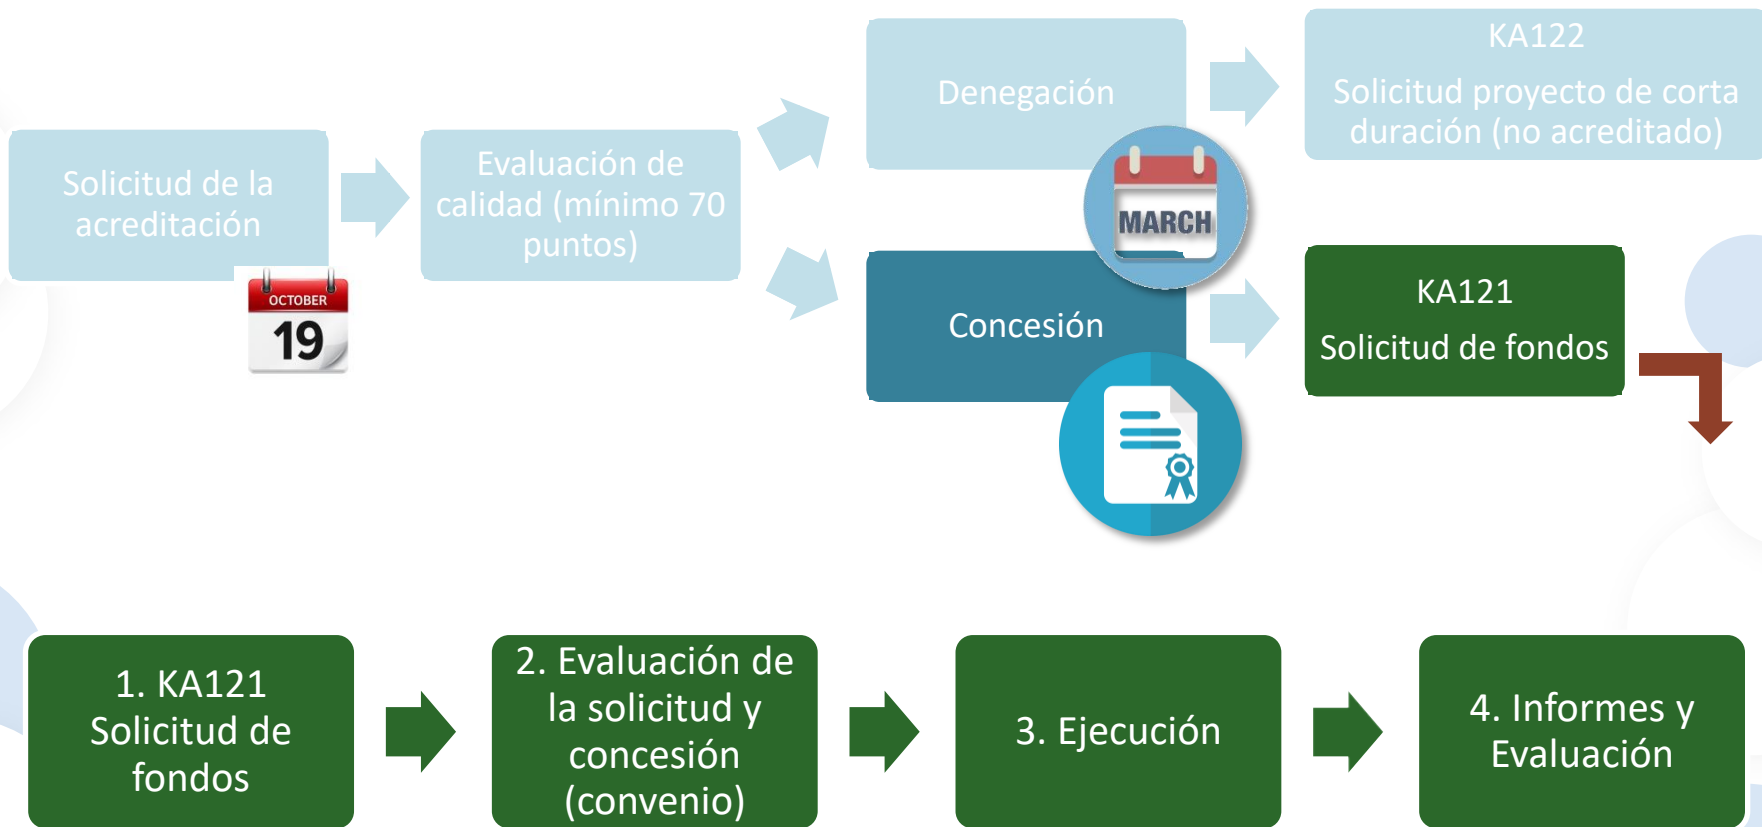 Solicitud de la
acreditación
OCTOBER
19
Evaluación de
calidad (mínimo 70
puntos)
Denegación
MARCH
KA122
Solicitud proyecto de corta
duración (no acreditado)
Concesión
KA121
Solicitud de fondos
1. KA121
Solicitud de
fondos
2. Evaluación de
la solicitud y
concesión
(convenio)
3. Ejecución
4. Informes y
Evaluación